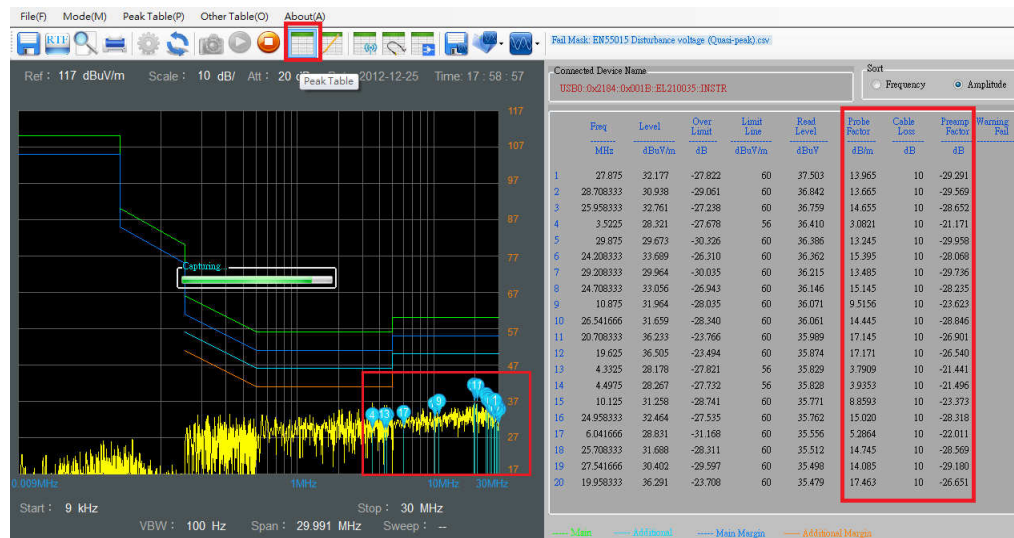 File(F) Mode(M) Peak Table(P) Other Table(O) About(A)
RTE
Fail Mask: EN55015 Disturbance voltage (Quasi-peak).csv
Ref : 117 dBuV/m Scale : 10 dB/ Att : 20 2012-12-25 Time: 17 : 58 : 57
Peak Table
Connected Device Name
USB0::0x2184::0x001B::EL210035::INSTR
Sort
Frequency Amplitude
117
107
97
87
77
67
57
47
37
27
17
Capturing...
4 13 17 9 17 1
0.009MHz 1MHz 10MHz 30MHz
Start : 9 kHz Stop : 30 MHz
VBW : 100 Hz Span : 29.991 MHz Sweep : --
Freq Level Over Limit Limit Line Read Level Probe Factor Cable Loss Preamp Factor Warning Fail
MHz dBuV/m dB dBuV/m dBuV dB/m dB dB
1 27.875 32.177 -27.822 60 37.503 13.965 10 -29.291
2 28.708333 30.938 -29.061 60 36.842 13.665 10 -29.569
3 25.958333 32.761 -27.238 60 36.759 14.655 10 -28.652
4 3.5225 28.321 -27.678 56 36.410 3.0821 10 -21.171
5 29.875 29.673 -30.326 60 36.386 13.245 10 -29.958
6 24.208333 33.689 -26.310 60 36.362 15.395 10 -28.068
7 29.208333 29.964 -30.035 60 36.215 13.485 10 -29.736
8 24.708333 33.056 -26.943 60 36.146 15.145 10 -28.235
9 10.875 31.964 -28.035 60 36.071 9.5156 10 -23.623
10 26.541666 31.659 -28.340 60 36.061 14.445 10 -28.846
11 20.708333 36.233 -23.766 60 35.989 17.145 10 -26.901
12 19.625 36.505 -23.494 60 35.874 17.171 10 -26.540
13 4.3325 28.178 -27.821 56 35.829 3.7909 10 -21.441
14 4.4975 28.267 -27.732 56 35.828 3.9353 10 -21.496
15 10.125 31.258 -28.741 60 35.771 8.8593 10 -23.373
16 24.958333 32.464 -27.535 60 35.762 15.020 10 -28.318
17 6.041666 28.831 -31.168 60 35.556 5.2864 10 -22.011
18 25.708333 31.688 -28.311 60 35.512 14.745 10 -28.569
19 27.541666 30.402 -29.597 60 35.498 14.085 10 -29.180
20 19.958333 36.291 -23.708 60 35.479 17.463 10 -26.651
Main Additional Main Margin Additional Margin